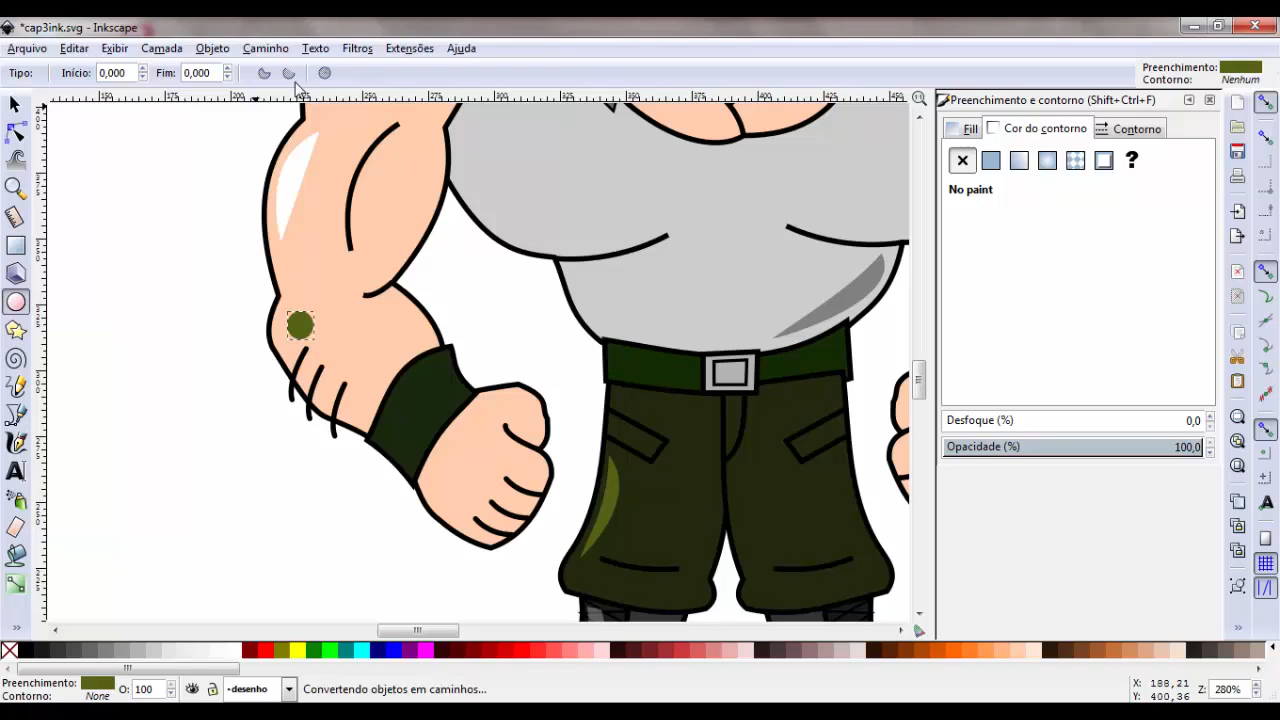 *cap3ink.svg - Inkscape
Arquivo Editar Exibir Camada Objeto Caminho Texto Filtros Extensões Ajuda
Tipo: Início: 0,000 Fim: 0,000
Preenchimento:
Contorno: Nenhum
Preenchimento e contorno (Shift+Ctrl+F)
Fill Cor do contorno Contorno
?
No paint
Desfoque (%) 0,0
Opacidade (%) 100,0
Preenchimento:
Contorno: None
O: 100
desenho
Convertendo objetos em caminhos...
X: 188,21
Y: 400,36
Z: 280%